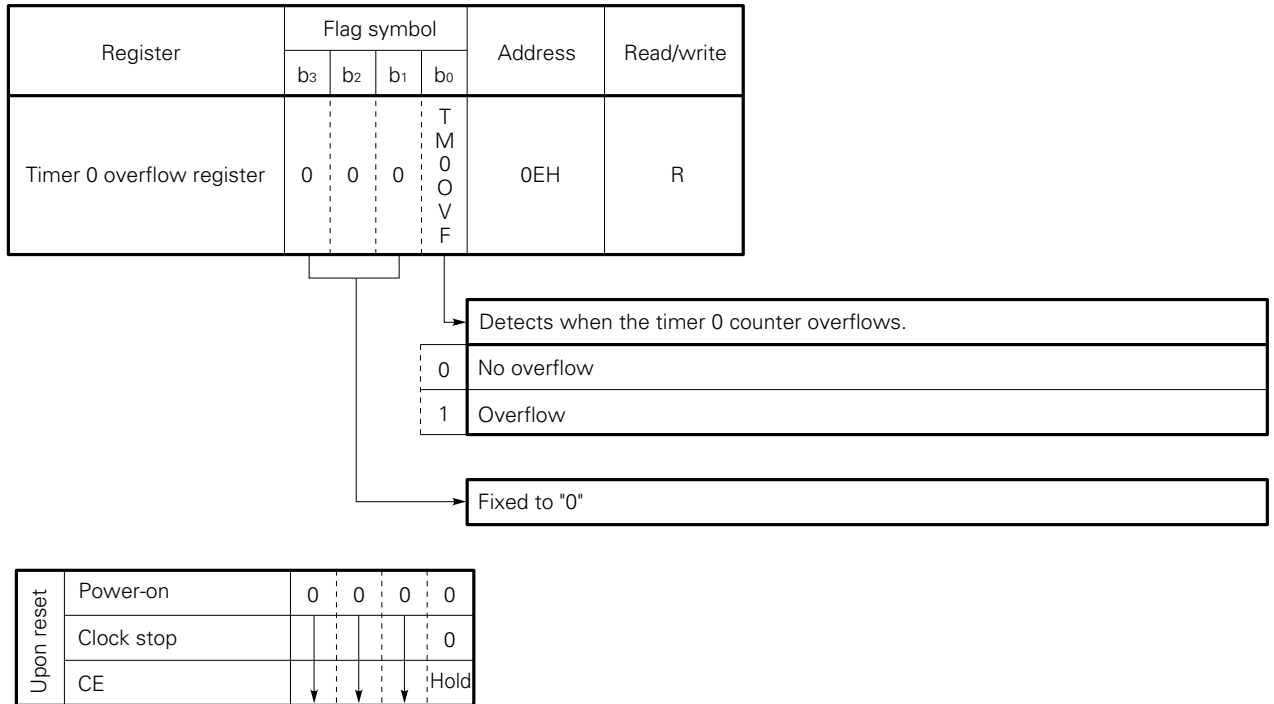 Register
Flag symbol
Address
Read/write
b3 b2 b1 b0
Timer 0 overflow register
0 0 0
T
M
0
O
V
F
0EH
R
Detects when the timer 0 counter overflows.
0 No overflow
1 Overflow
Fixed to "0"
Upon reset
Power-on 0 0 0 0
Clock stop 0
CE Hold